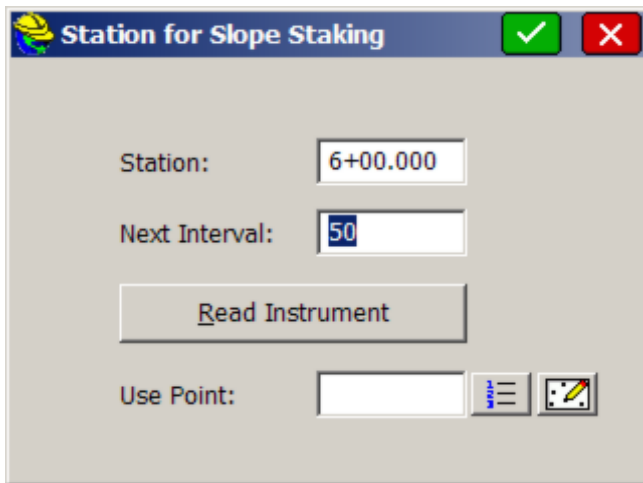 Station for Slope Staking
Station: 6+00.000
Next Interval: 50
Read Instrument
Use Point: